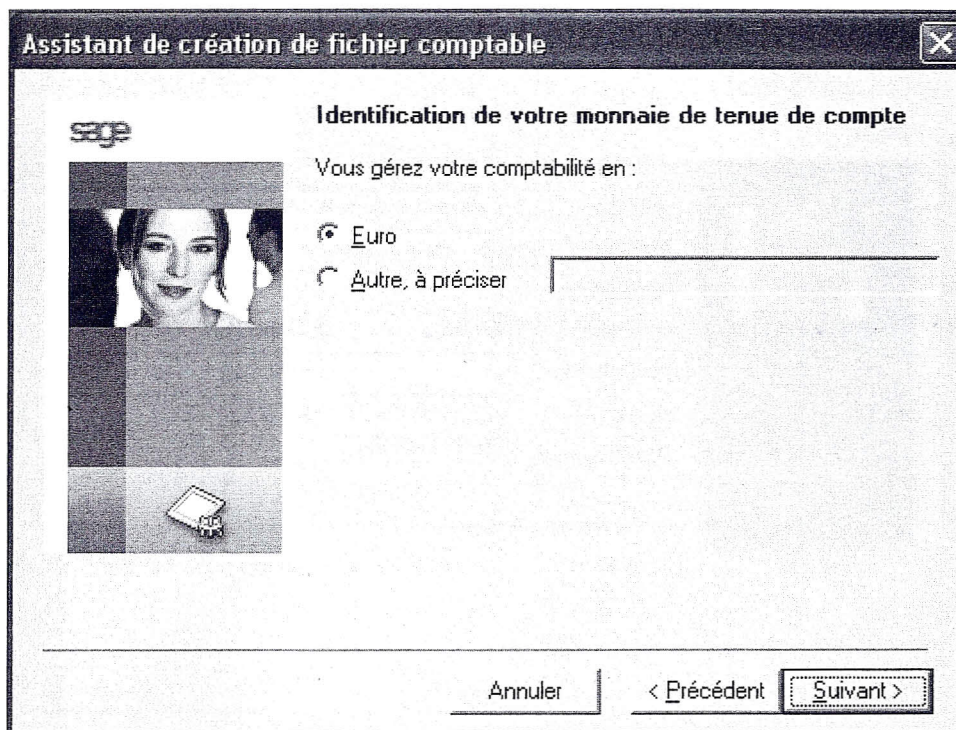 Assistant de création de fichier comptable
sage
Identification de votre monnaie de tenue de compte
Vous gérez votre comptabilité en :
Euro
Autre, à préciser
Annuler
< Précédent
Suivant >